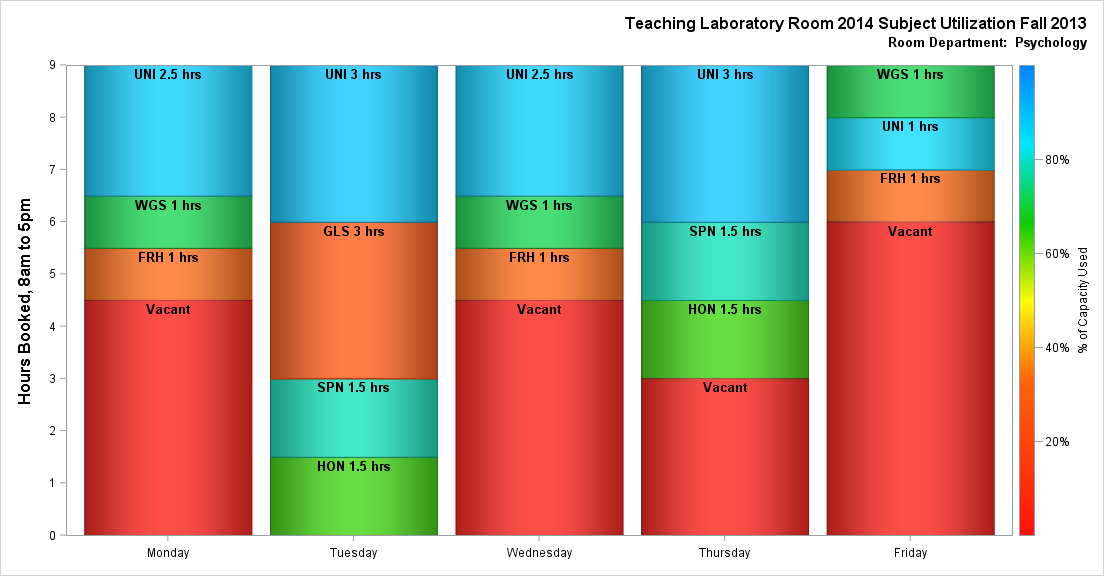 Teaching Laboratory Room 2014 Subject Utilization Fall 2013
Room Department: Psychology
Hours Booked, 8am to 5pm
9
8
7
6
5
4
3
2
1
0
UNI 2.5 hrs
WGS 1 hrs
FRH 1 hrs
Vacant
UNI 3 hrs
GLS 3 hrs
SPN 1.5 hrs
HON 1.5 hrs
UNI 2.5 hrs
WGS 1 hrs
FRH 1 hrs
Vacant
UNI 3 hrs
SPN 1.5 hrs
HON 1.5 hrs
Vacant
WGS 1 hrs
UNI 1 hrs
FRH 1 hrs
Vacant
Monday
Tuesday
Wednesday
Thursday
Friday
80%
60%
40%
20%
% of Capacity Used